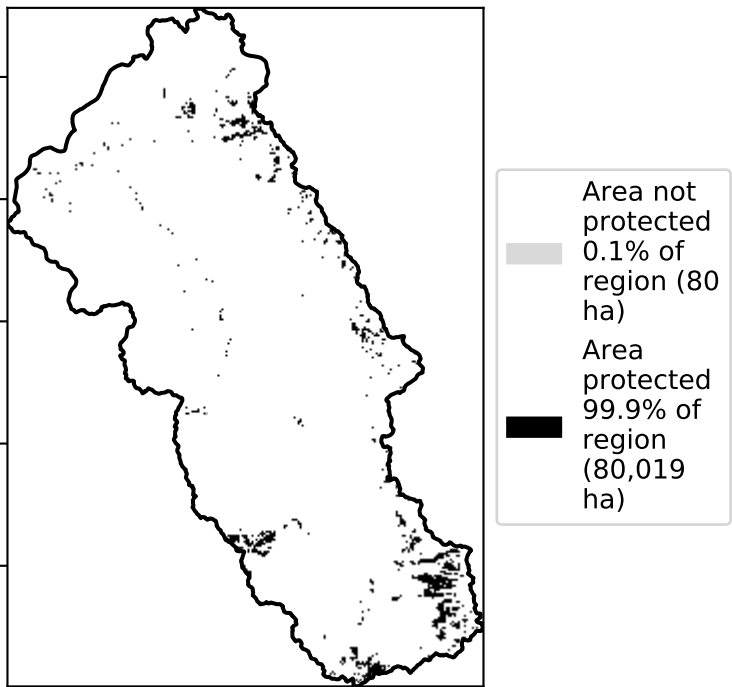 Area not
protected
0.1% of
region (80
ha)
Area
protected
99.9% of
region
(80,019
ha)